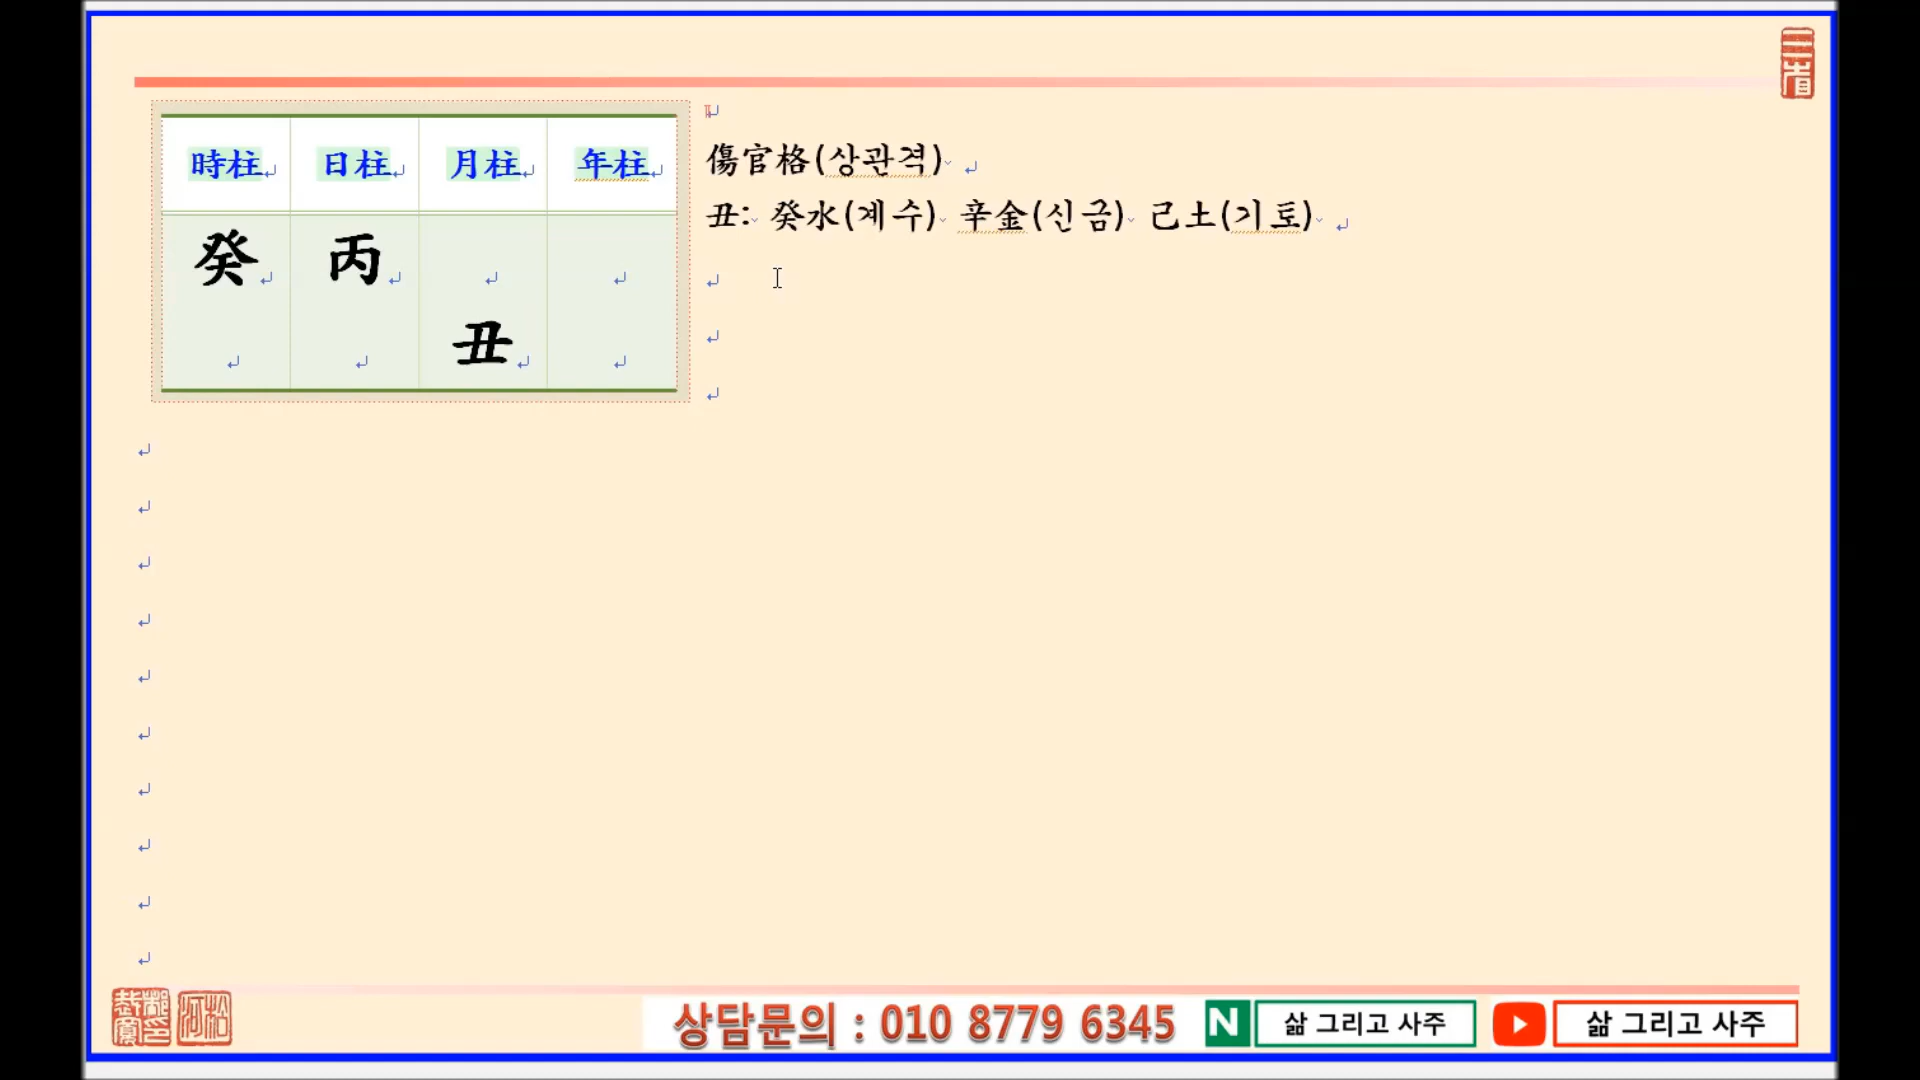 時柱 日柱 月柱 年柱
癸 丙
丑
傷官格(상관격)
丑: 癸水(계수) 辛金(신금) 己土(기토)
상담문의 : 010 8779 6345
N 삶 그리고 사주
삶 그리고 사주